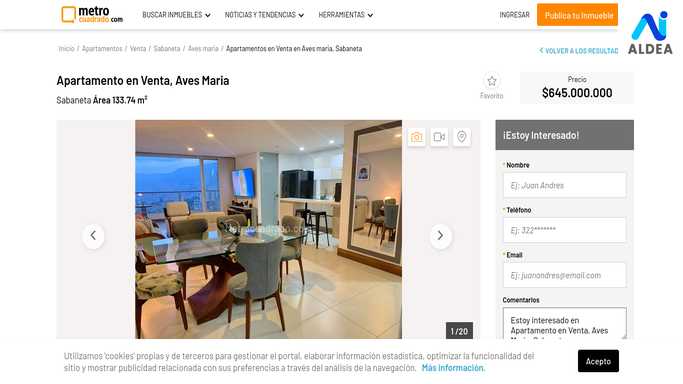 metro
cuadrado.com
BUSCAR INMUEBLES
NOTICIAS Y TENDENCIAS
HERRAMIENTAS
INGRESAR
Publica tu Inmueble
ALDEA
Inicio / Apartamentos / Venta / Sabaneta / Aves maria / Apartamentos en Venta en Aves maria, Sabaneta
VOLVER A LOS RESULTAD
Apartamento en Venta, Aves Maria
Sabaneta Área 133.74 m²
Favorito
Precio
$645.000.000
metrocuadrado.com
1 / 20
¡Estoy Interesado!
* Nombre
Ej: Juan Andres
* Teléfono
Ej: 322*******
* Email
Ej: juanandres@email.com
Comentarios
Estoy interesado en
Apartamento en Venta, Aves
Utilizamos 'cookies' propias y de terceros para gestionar el portal, elaborar información estadística, optimizar la funcionalidad del
sitio y mostrar publicidad relacionada con sus preferencias a través del análisis de la navegación. Más información.
Acepto